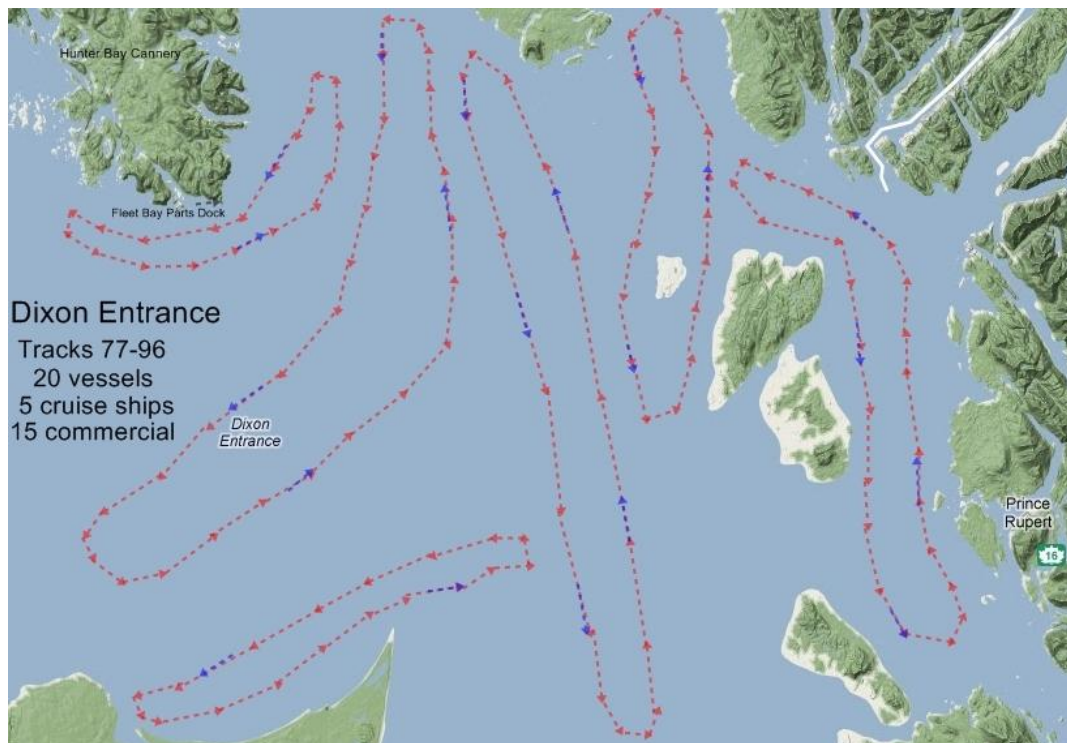 Hunter Bay Cannery
Fleet Bay Parts Dock
Dixon Entrance
Tracks 77-96
20 vessels
5 cruise ships
15 commercial
Dixon
Entrance
Prince
Rupert
16